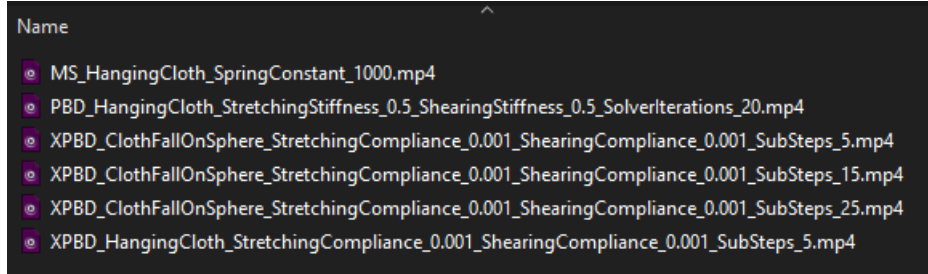 Name
MS_HangingCloth_SpringConstant_1000.mp4
PBD_HangingCloth_StretchingStiffness_0.5_ShearingStiffness_0.5_SolverIterations_20.mp4
XPBD_ClothFallOnSphere_StretchingCompliance_0.001_ShearingCompliance_0.001_SubSteps_5.mp4
XPBD_ClothFallOnSphere_StretchingCompliance_0.001_ShearingCompliance_0.001_SubSteps_15.mp4
XPBD_ClothFallOnSphere_StretchingCompliance_0.001_ShearingCompliance_0.001_SubSteps_25.mp4
XPBD_HangingCloth_StretchingCompliance_0.001_ShearingCompliance_0.001_SubSteps_5.mp4